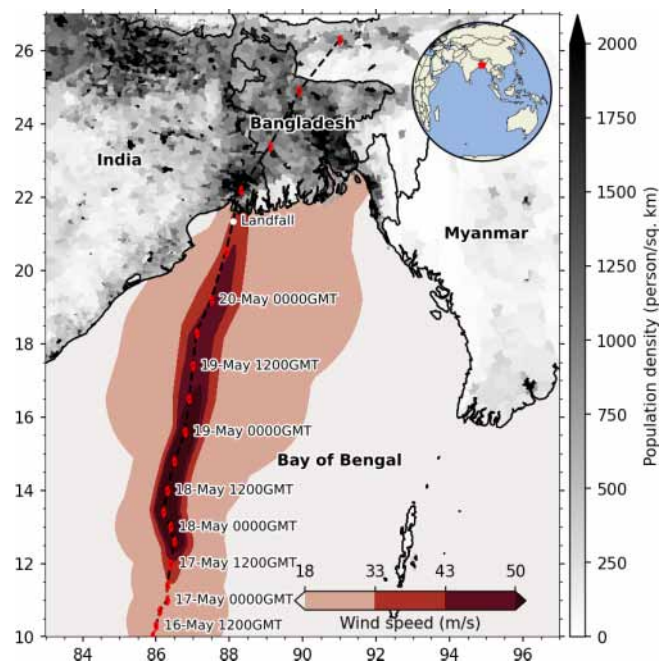 26
24
22
20
18
16
14
12
10
83
84
86
88
90
91
92
94
96
India
Bangladesh
Myanmar
Landfall
20-May 0000GMT
19-May 1200GMT
19-May 0000GMT
Bay of Bengal
18-May 1200GMT
18-May 0000GMT
17-May 1200GMT
17-May 0000GMT
16-May 1200GMT
18 33 43 50
Wind speed (m/s)
2000
1750
1500
1250
1000
750
500
250
0
Population density (person/sq. km)